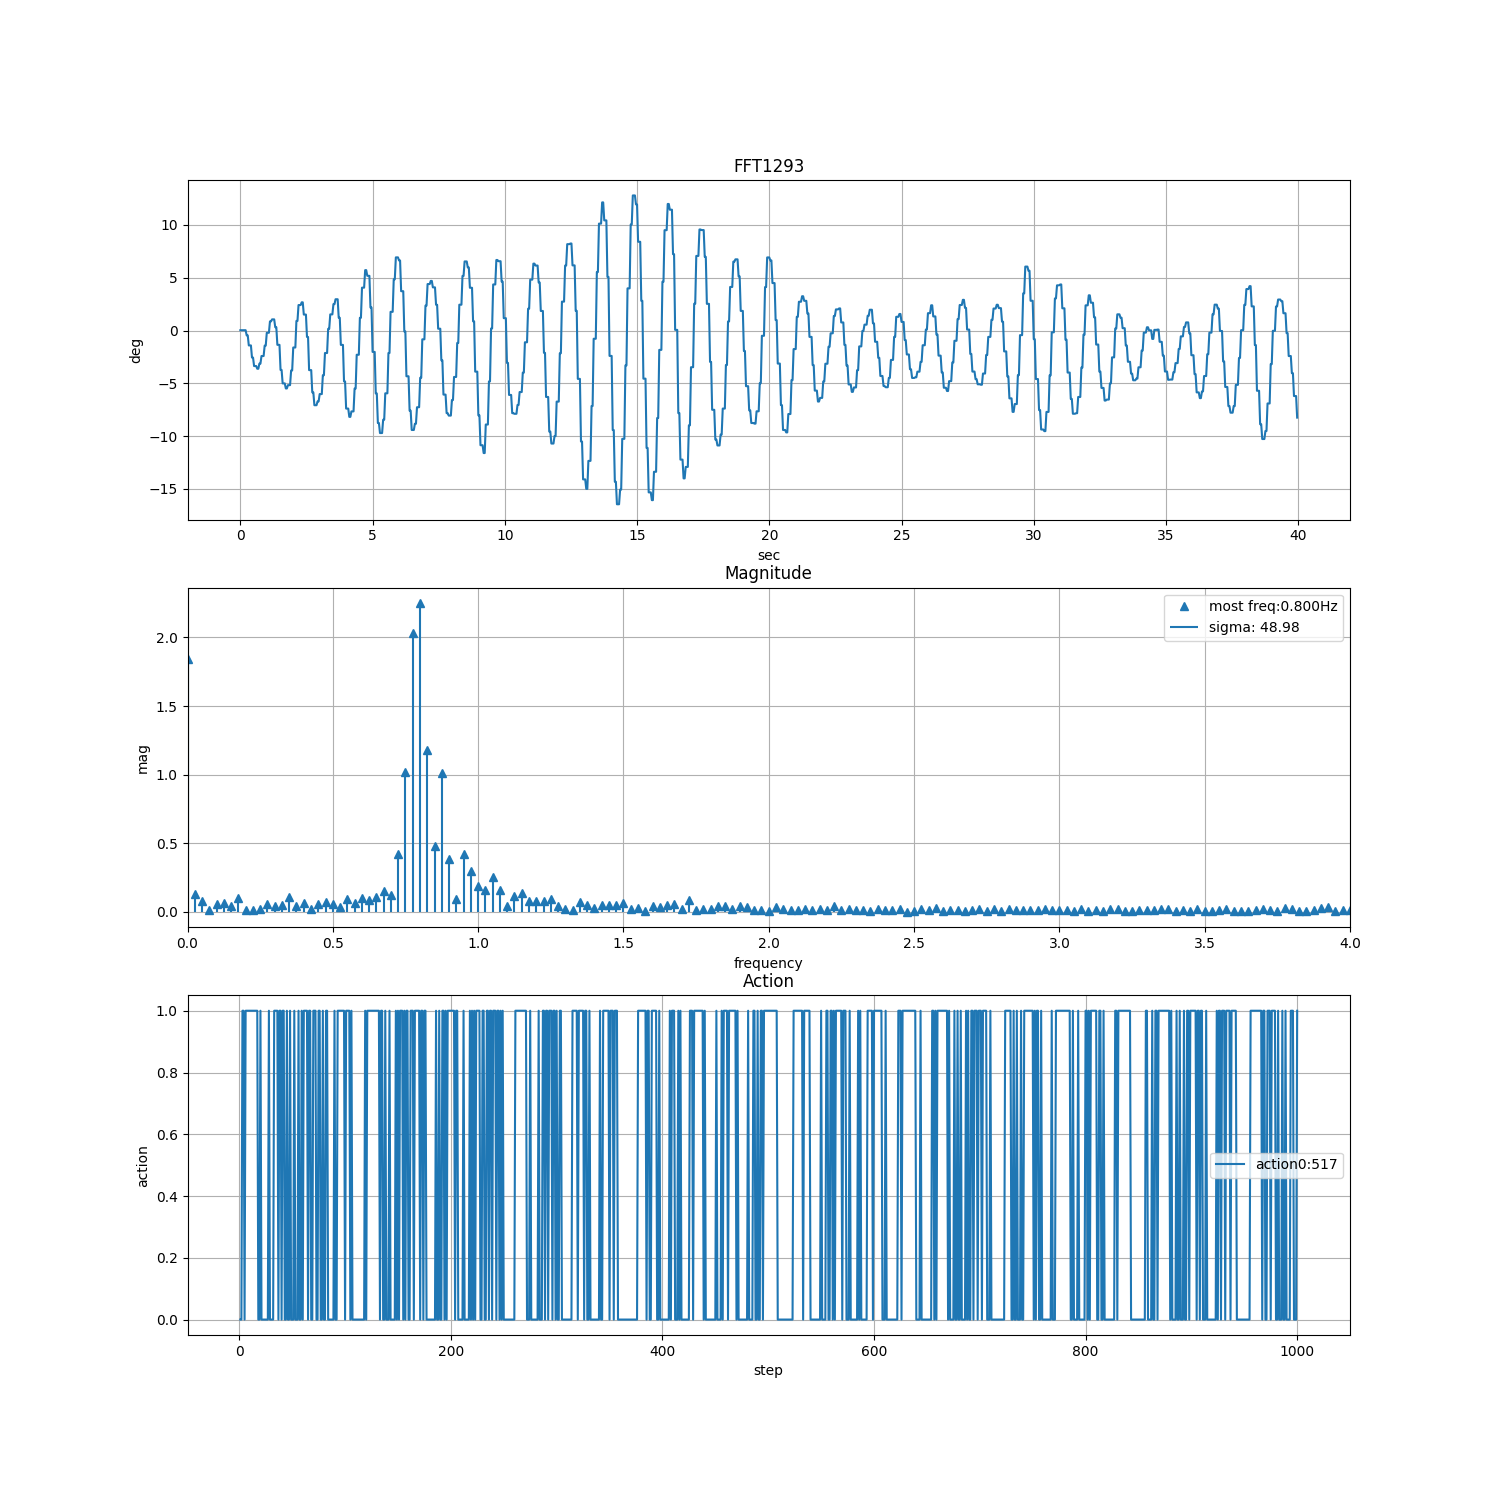 FFT1293
10
5
0
−5
−10
−15
deg
0 5 10 15 20 25 30 35 40
sec
Magnitude
most freq:0.800Hz
sigma: 48.98
2.0
1.5
1.0
0.5
0.0
mag
0.0 0.5 1.0 1.5 2.0 2.5 3.0 3.5 4.0
frequency
Action
1.0
0.8
0.6
0.4
0.2
0.0
action
action0:517
0 200 400 600 800 1000
step